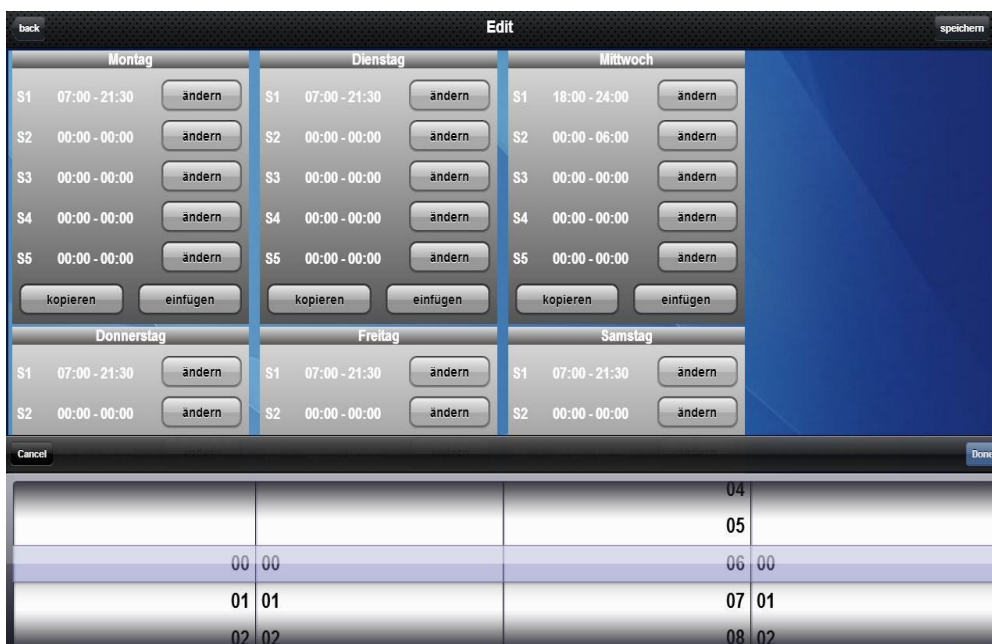 back Edit speichern
Montag Dienstag Mittwoch
S1 07:00 - 21:30 ändern S1 07:00 - 21:30 ändern S1 18:00 - 24:00 ändern
S2 00:00 - 00:00 ändern S2 00:00 - 00:00 ändern S2 00:00 - 06:00 ändern
S3 00:00 - 00:00 ändern S3 00:00 - 00:00 ändern S3 00:00 - 00:00 ändern
S4 00:00 - 00:00 ändern S4 00:00 - 00:00 ändern S4 00:00 - 00:00 ändern
S5 00:00 - 00:00 ändern S5 00:00 - 00:00 ändern S5 00:00 - 00:00 ändern
kopieren einfügen kopieren einfügen kopieren einfügen
Donnerstag Freitag Samstag
S1 07:00 - 21:30 ändern S1 07:00 - 21:30 ändern S1 07:00 - 21:30 ändern
S2 00:00 - 00:00 ändern S2 00:00 - 00:00 ändern S2 00:00 - 00:00 ändern
Cancel Done
04
05
00 00 06 00
01 01 07 01
02 02 08 02